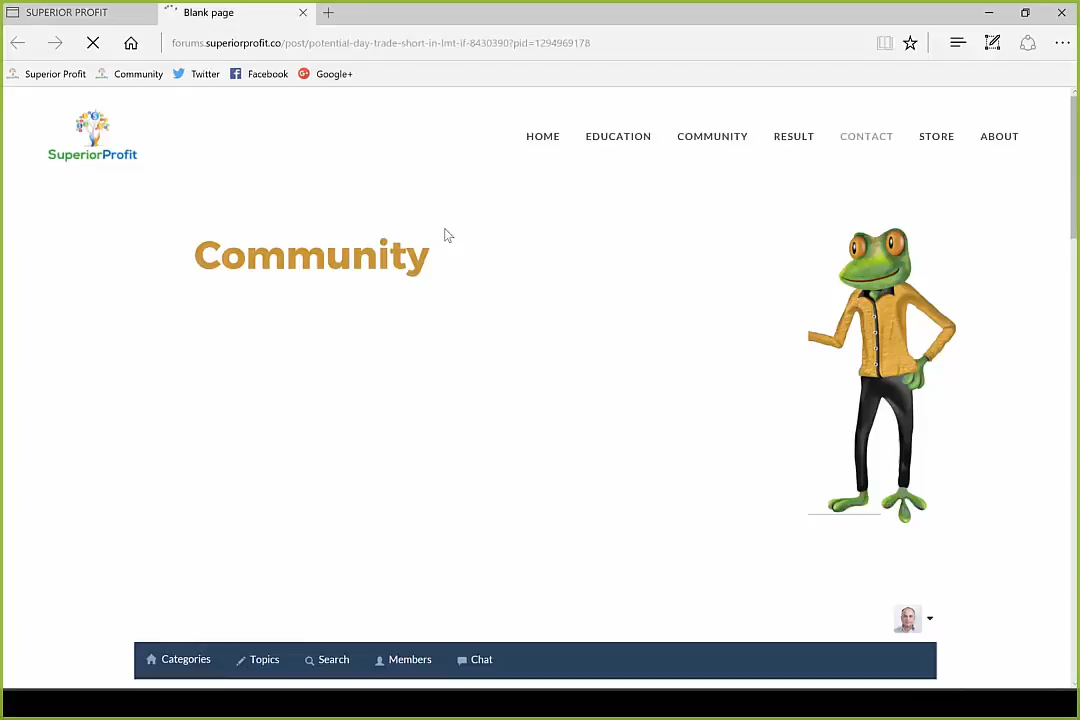 SUPERIOR PROFIT
Blank page
forums.superiorprofit.co/post/potential-day-trade-short-in-lmt-if-8430390?pid=1294969178
Superior Profit
Community
Twitter
Facebook
Google+
SuperiorProfit
HOME
EDUCATION
COMMUNITY
RESULT
CONTACT
STORE
ABOUT
Community
Categories
Topics
Search
Members
Chat